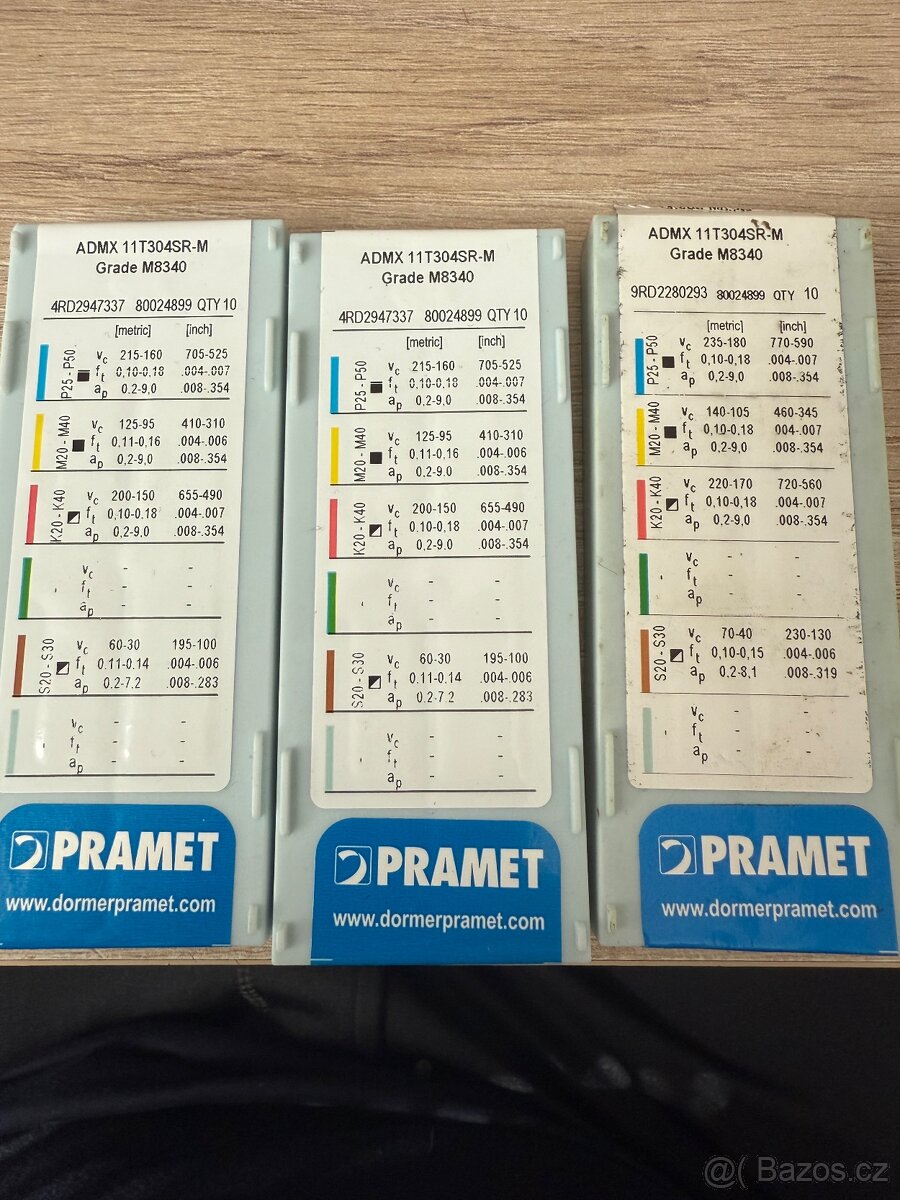 ADMX 11T304SR-M
Grade M8340
4RD2947337 80024899 QTY 10
[metric] [inch]
P25 - P50
vc 215-160 705-525
ft 0,10-0,18 .004-.007
ap 0.2-9,0 .008-.354
M20 - M40
vc 125-95 410-310
ft 0,11-0,16 .004-.006
ap 0,2-9,0 .008-.354
K20 - K40
vc 200-150 655-490
ft 0,10-0,18 .004-.007
ap 0,2-9,0 .008-.354
vc - -
ft - -
ap - -
S20 - S30
vc 60-30 195-100
ft 0.11-0.14 .004-.006
ap 0.2-7.2 .008-.283
vc - -
ft - -
ap - -
PRAMET
www.dormerpramet.com
ADMX 11T304SR-M
Grade M8340
4RD2947337 80024899 QTY 10
[metric] [inch]
P25 - P50
vc 215-160 705-525
ft 0,10-0,18 .004-.007
ap 0.2-9.0 .008-.354
M20 - M40
vc 125-95 410-310
ft 0.11-0,16 .004-.006
ap 0.2-9.0 .008-.354
K20 - K40
vc 200-150 655-490
ft 0.10-0,18 .004-.007
ap 0,2-9.0 .008-.354
vc - -
ft - -
ap - -
S20 - S30
vc 60-30 195-100
ft 0.11-0.14 .004-.006
ap 0.2-7.2 .008-.283
vc - -
ft - -
ap - -
PRAMET
www.dormerpramet.com
ADMX 11T304SR-M
Grade M8340
9RD2280293 80024899 QTY 10
[metric] [inch]
P25 - P50
vc 235-180 770-590
ft 0,10-0,18 .004-.007
ap 0,2-9,0 .008-.354
M20 - M40
vc 140-105 460-345
ft 0,10-0,18 .004-.007
ap 0,2-9,0 .008-.354
K20 - K40
vc 220-170 720-560
ft 0,10-0,18 .004-.007
ap 0,2-9,0 .008-.354
vc - -
ft - -
ap - -
S20 - S30
vc 70-40 230-130
ft 0,10-0,15 .004-.006
ap 0.2-8,1 .008-.319
vc - -
ft - -
ap - -
PRAMET
www.dormerpramet.com
@( Bazos.cz